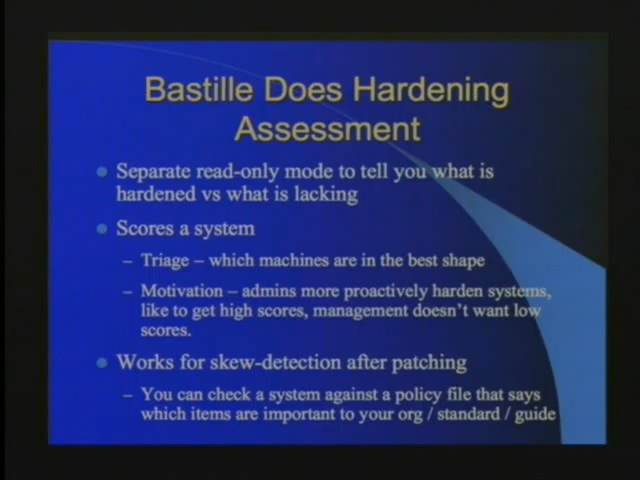 Bastille Does Hardening
Assessment
Separate read-only mode to tell you what is
hardened vs what is lacking
Scores a system
– Triage – which machines are in the best shape
– Motivation – admins more proactively harden systems,
like to get high scores, management doesn't want low
scores.
Works for skew-detection after patching
– You can check a system against a policy file that says
which items are important to your org / standard / guide